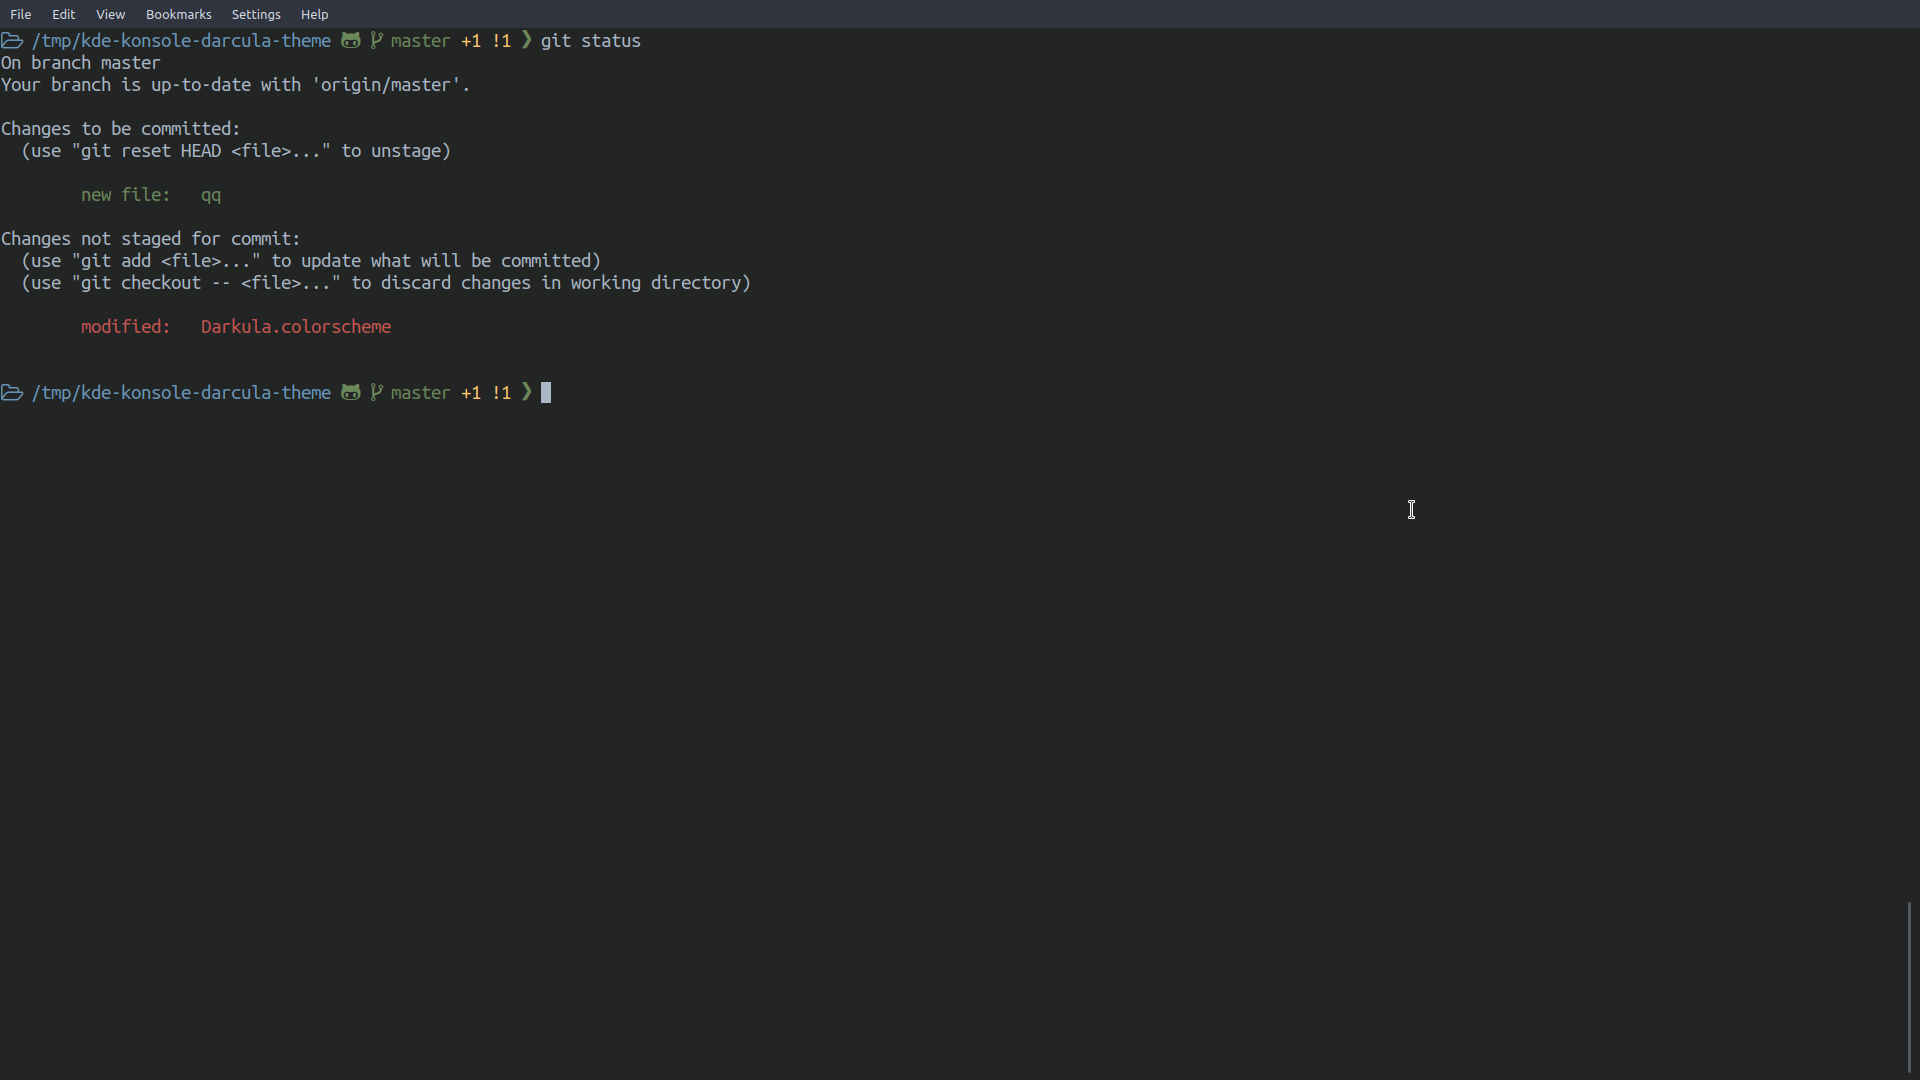 File Edit View Bookmarks Settings Help
/tmp/kde-konsole-darcula-theme master +1 !1 ❯ git status
On branch master
Your branch is up-to-date with 'origin/master'.
Changes to be committed:
  (use "git reset HEAD <file>..." to unstage)
        new file:   qq
Changes not staged for commit:
  (use "git add <file>..." to update what will be committed)
  (use "git checkout -- <file>..." to discard changes in working directory)
        modified:   Darkula.colorscheme
/tmp/kde-konsole-darcula-theme master +1 !1 ❯